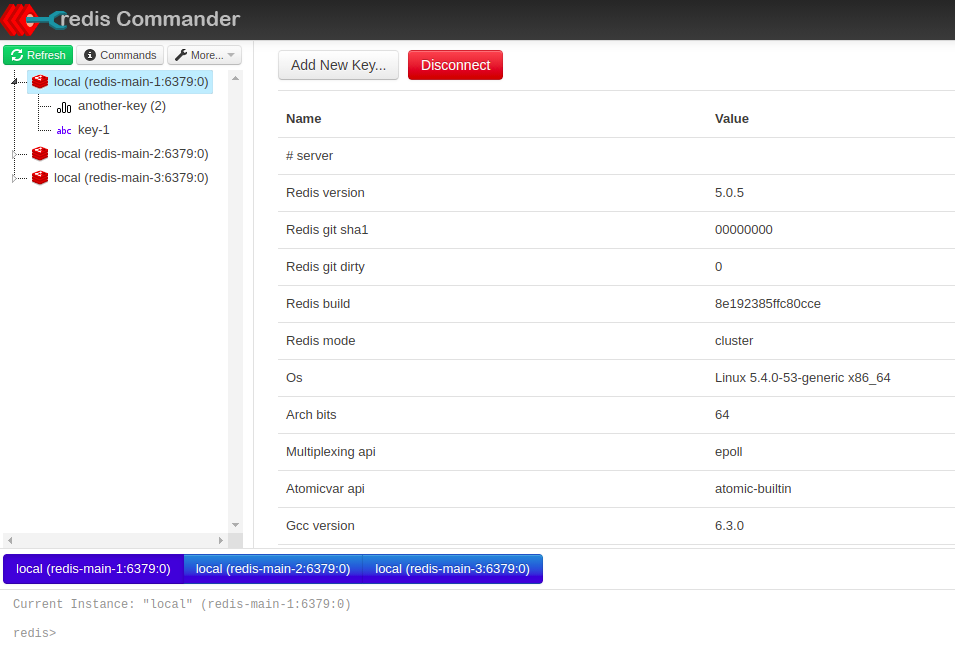 redis Commander
Refresh Commands More...
local (redis-main-1:6379:0)
another-key (2)
abc key-1
local (redis-main-2:6379:0)
local (redis-main-3:6379:0)
Add New Key... Disconnect
Name Value
# server
Redis version 5.0.5
Redis git sha1 00000000
Redis git dirty 0
Redis build 8e192385ffc80cce
Redis mode cluster
Os Linux 5.4.0-53-generic x86_64
Arch bits 64
Multiplexing api epoll
Atomicvar api atomic-builtin
Gcc version 6.3.0
local (redis-main-1:6379:0) local (redis-main-2:6379:0) local (redis-main-3:6379:0)
Current Instance: "local" (redis-main-1:6379:0)
redis>